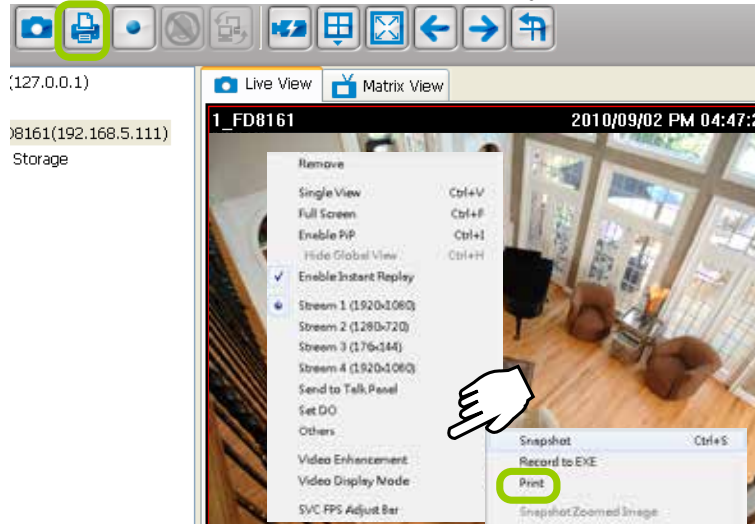 (127.0.0.1)
Live View
Matrix View
D8161(192.168.5.111)
Storage
1_FD8161 2010/09/02 PM 04:47:2
Remove
Single View Ctrl+V
Full Screen Ctrl+F
Enable PiP Ctrl+I
Hide Global View Ctrl+H
Enable Instant Replay
Stream 1 (1920x1080)
Stream 2 (1280x720)
Stream 3 (176x144)
Stream 4 (1920x1080)
Send to Talk Panel
Set DO
Others
Snapshot Ctrl+S
Record to EXE
Print
Snapshot Zoomed Image
Video Enhancement
Video Display Mode
SVC FPS Adjust Bar